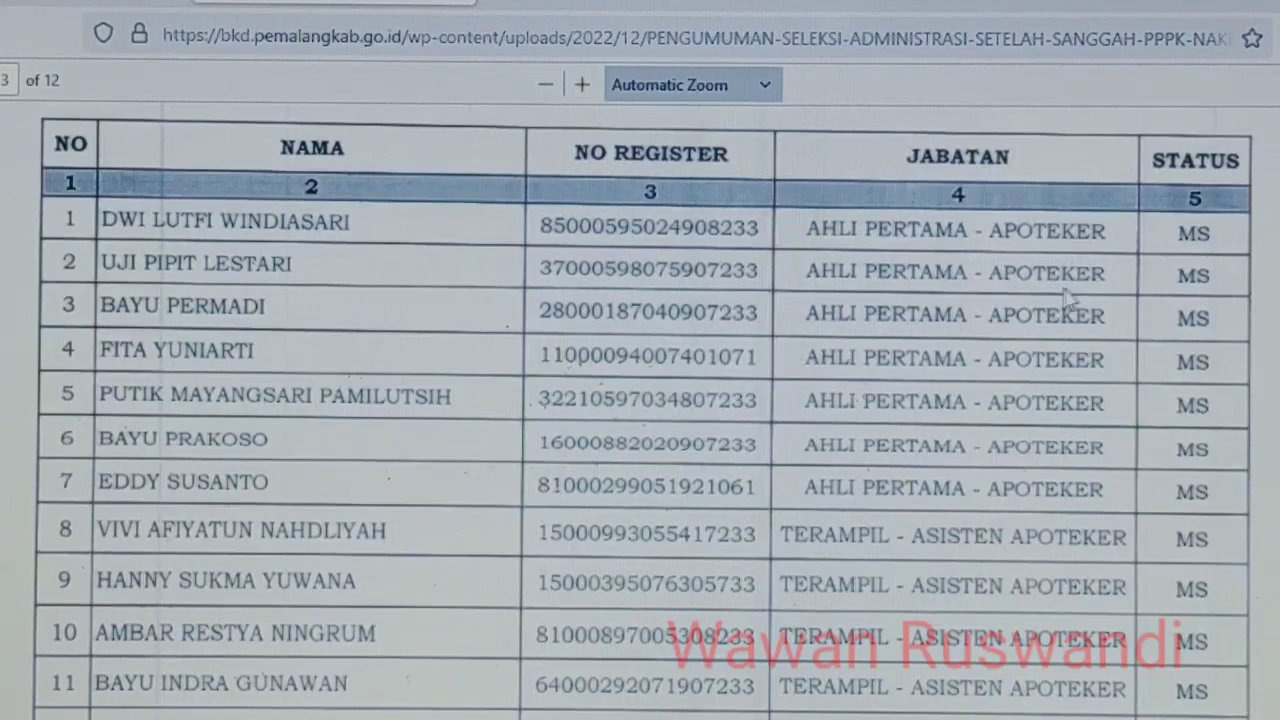 https://bkd.pemalangkab.go.id/wp-content/uploads/2022/12/PENGUMUMAN-SELEKSI-ADMINISTRASI-SETELAH-SANGGAH-PPPK-NAK
3 of 12
Automatic Zoom
NO NAMA NO REGISTER JABATAN STATUS
1 2 3 4 5
1 DWI LUTFI WINDIASARI 85000595024908233 AHLI PERTAMA - APOTEKER MS
2 UJI PIPIT LESTARI 37000598075907233 AHLI PERTAMA - APOTEKER MS
3 BAYU PERMADI 28000187040907233 AHLI PERTAMA - APOTEKER MS
4 FITA YUNIARTI 11000094007401071 AHLI PERTAMA - APOTEKER MS
5 PUTIK MAYANGSARI PAMILUTSIH 32210597034807233 AHLI PERTAMA - APOTEKER MS
6 BAYU PRAKOSO 16000882020907233 AHLI PERTAMA - APOTEKER MS
7 EDDY SUSANTO 81000299051921061 AHLI PERTAMA - APOTEKER MS
8 VIVI AFIYATUN NAHDLIYAH 15000993055417233 TERAMPIL - ASISTEN APOTEKER MS
9 HANNY SUKMA YUWANA 15000395076305733 TERAMPIL - ASISTEN APOTEKER MS
10 AMBAR RESTYA NINGRUM 81000897005308233 TERAMPIL - ASISTEN APOTEKER MS
Wawan Ruswandi
11 BAYU INDRA GUNAWAN 64000292071907233 TERAMPIL - ASISTEN APOTEKER MS